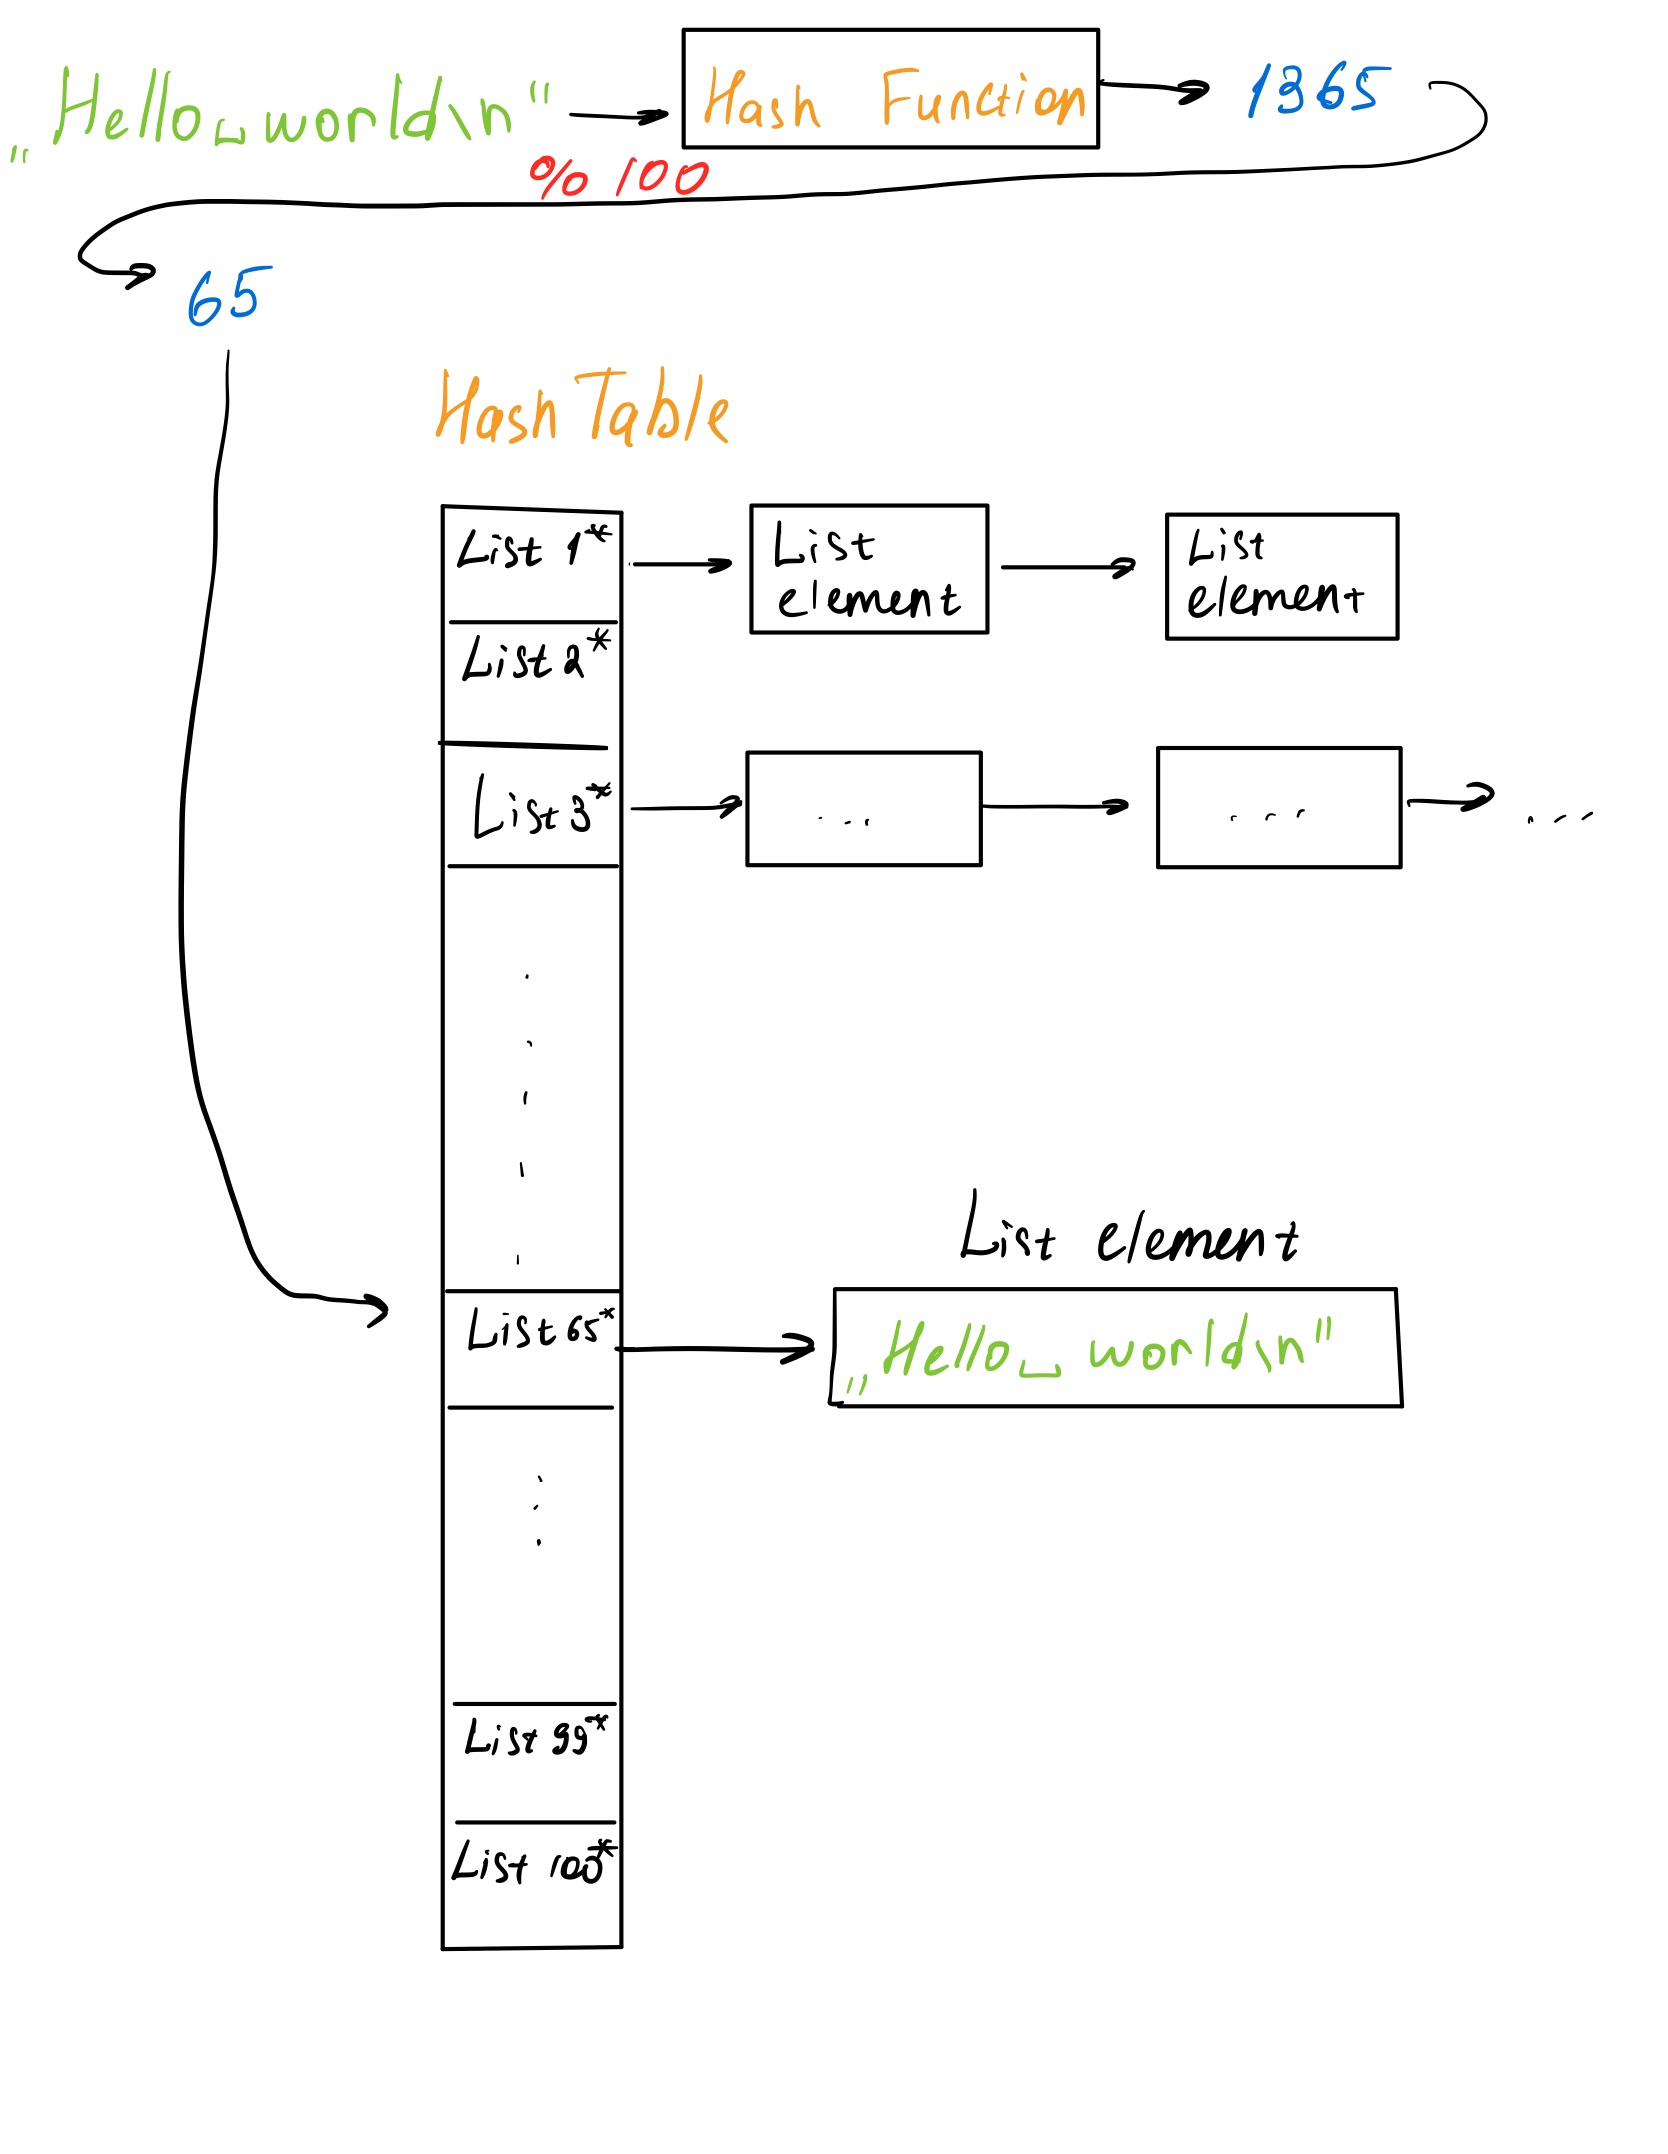 „Hello␣world\n“ Hash Function 1365
% 100
65
Hash Table
List 1* List element List element
List 2*
List 3* ... ... ...
List element
List 65* „Hello␣world\n"
List 99*
List 100*